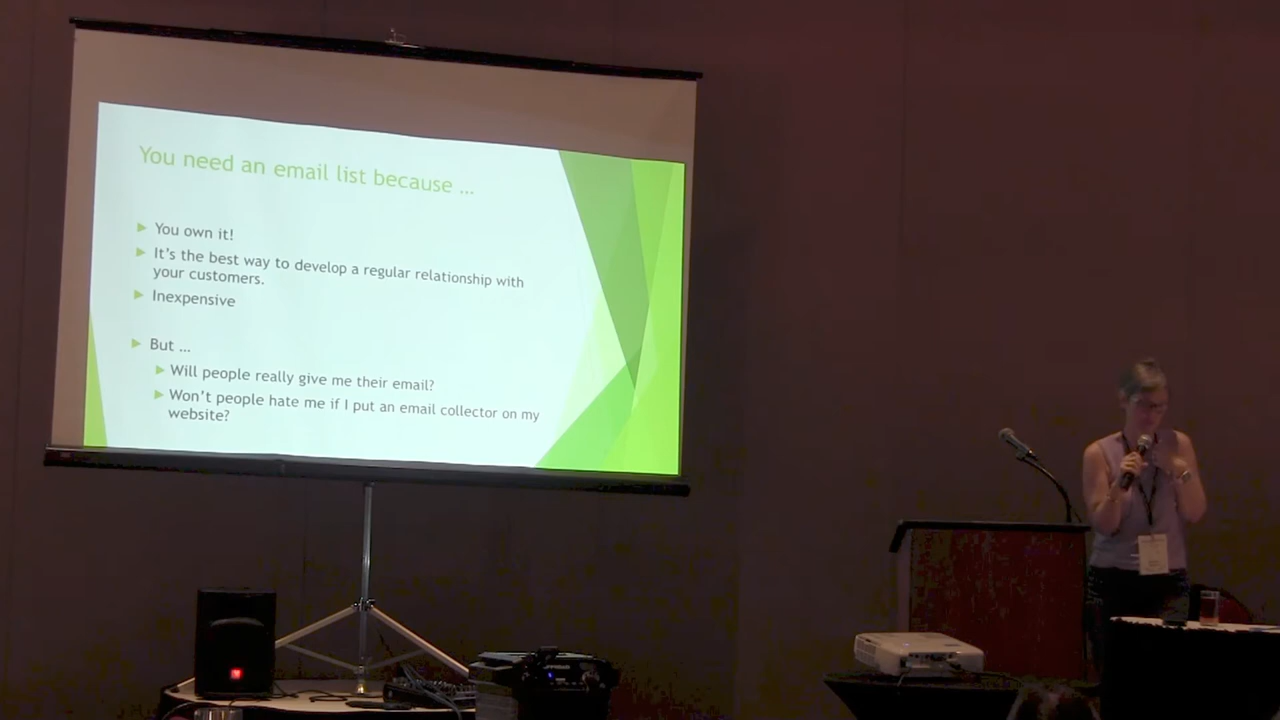 You need an email list because ...
► You own it!
► It's the best way to develop a regular relationship with
your customers.
► Inexpensive
► But ...
► Will people really give me their email?
► Won't people hate me if I put an email collector on my
website?